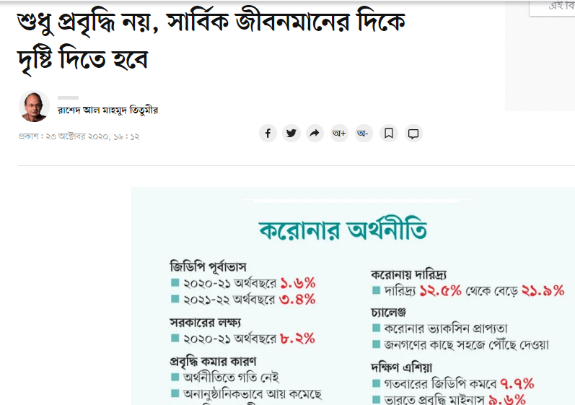 এই বি
শুধু প্রবৃদ্ধি নয়, সার্বিক জীবনমানের দিকে
দৃষ্টি দিতে হবে
রাশেদ আল মাহমুদ তিতুমীর
প্রকাশ : ২৩ অক্টোবর ২০২০, ১৮ : ১২
অ+ অ-
করোনার অর্থনীতি
জিডিপি পূর্বাভাস
২০২০-২১ অর্থবছরে ১.৬%
২০২১-২২ অর্থবছরে ৩.৪%
সরকারের লক্ষ্য
২০২০-২১ অর্থবছরে ৮.২%
প্রবৃদ্ধি কমার কারণ
অর্থনীতিতে গতি নেই
অনানুষ্ঠানিকভাবে আয় কমেছে
করোনায় দারিদ্র্য
দারিদ্র্য ১২.৫% থেকে বেড়ে ২১.৯%
চ্যালেঞ্জ
করোনার ভ্যাকসিন প্রাপ্যতা
জনগণের কাছে সহজে পৌঁছে দেওয়া
দক্ষিণ এশিয়া
গতবারের জিডিপি কমবে ৭.৭%
ভারতে প্রবৃদ্ধি মাইনাস ৯.৬%